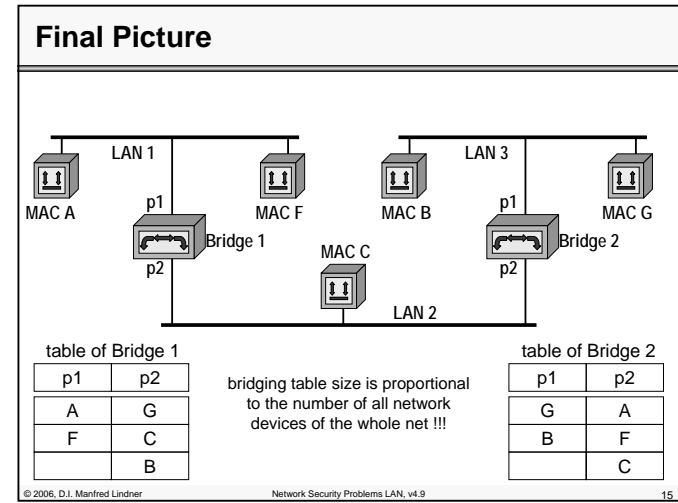 Final Picture
LAN 1
LAN 3
MAC A
p1
MAC F
MAC B
p1
MAC G
Bridge 1
MAC C
Bridge 2
p2
p2
LAN 2
table of Bridge 1
p1 p2
A G
F C
B
bridging table size is proportional
to the number of all network
devices of the whole net !!!
table of Bridge 2
p1 p2
G A
B F
C
© 2006, D.I. Manfred Lindner
Network Security Problems LAN, v4.9
15